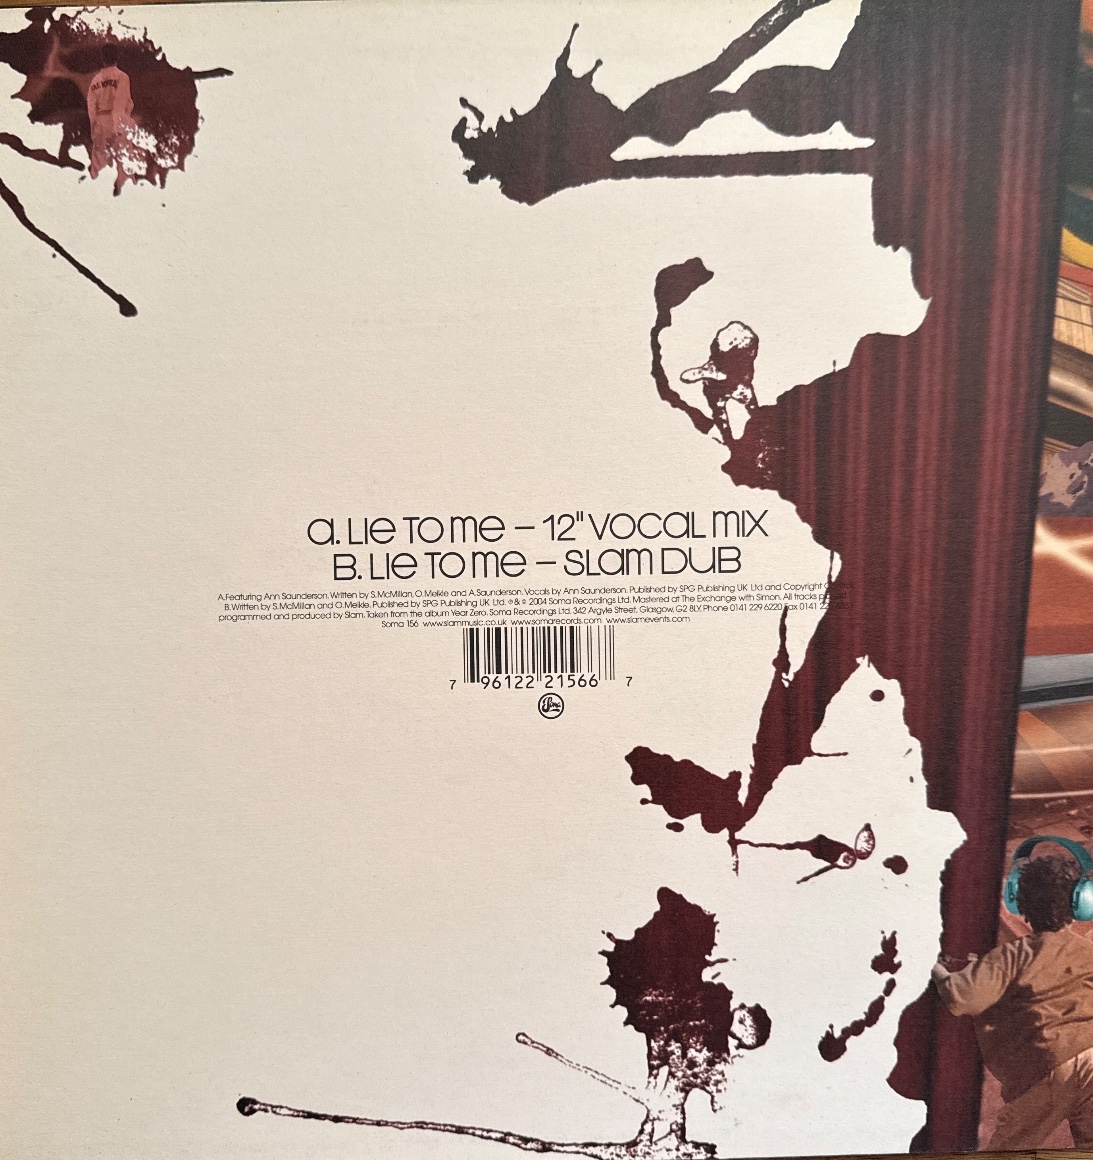 a. Lie to me – 12" Vocal mix
B. Lie to me – Slam Dub
A. Featuring Ann Saunderson. Written by S.McMillan, O.Meikle and A.Saunderson. Vocals by Ann Saunderson. Published by SPG Publishing UK Ltd and Copyright
B. Written by S.McMillan and O.Meikle. Published by SPG Publishing UK Ltd. ℗ & © 2004 Soma Recordings Ltd. Mastered at The Exchange with Simon. All tracks
programmed and produced by Slam. Taken from the album Year Zero. Soma Recordings Ltd. 342 Argyle Street, Glasgow, G2 8LY. Phone 0141 229 6220 Fax 0141
Soma 156 www.slammusic.co.uk www.somarecords.com www.slamevents.com
7 96122 21566 7
Soma